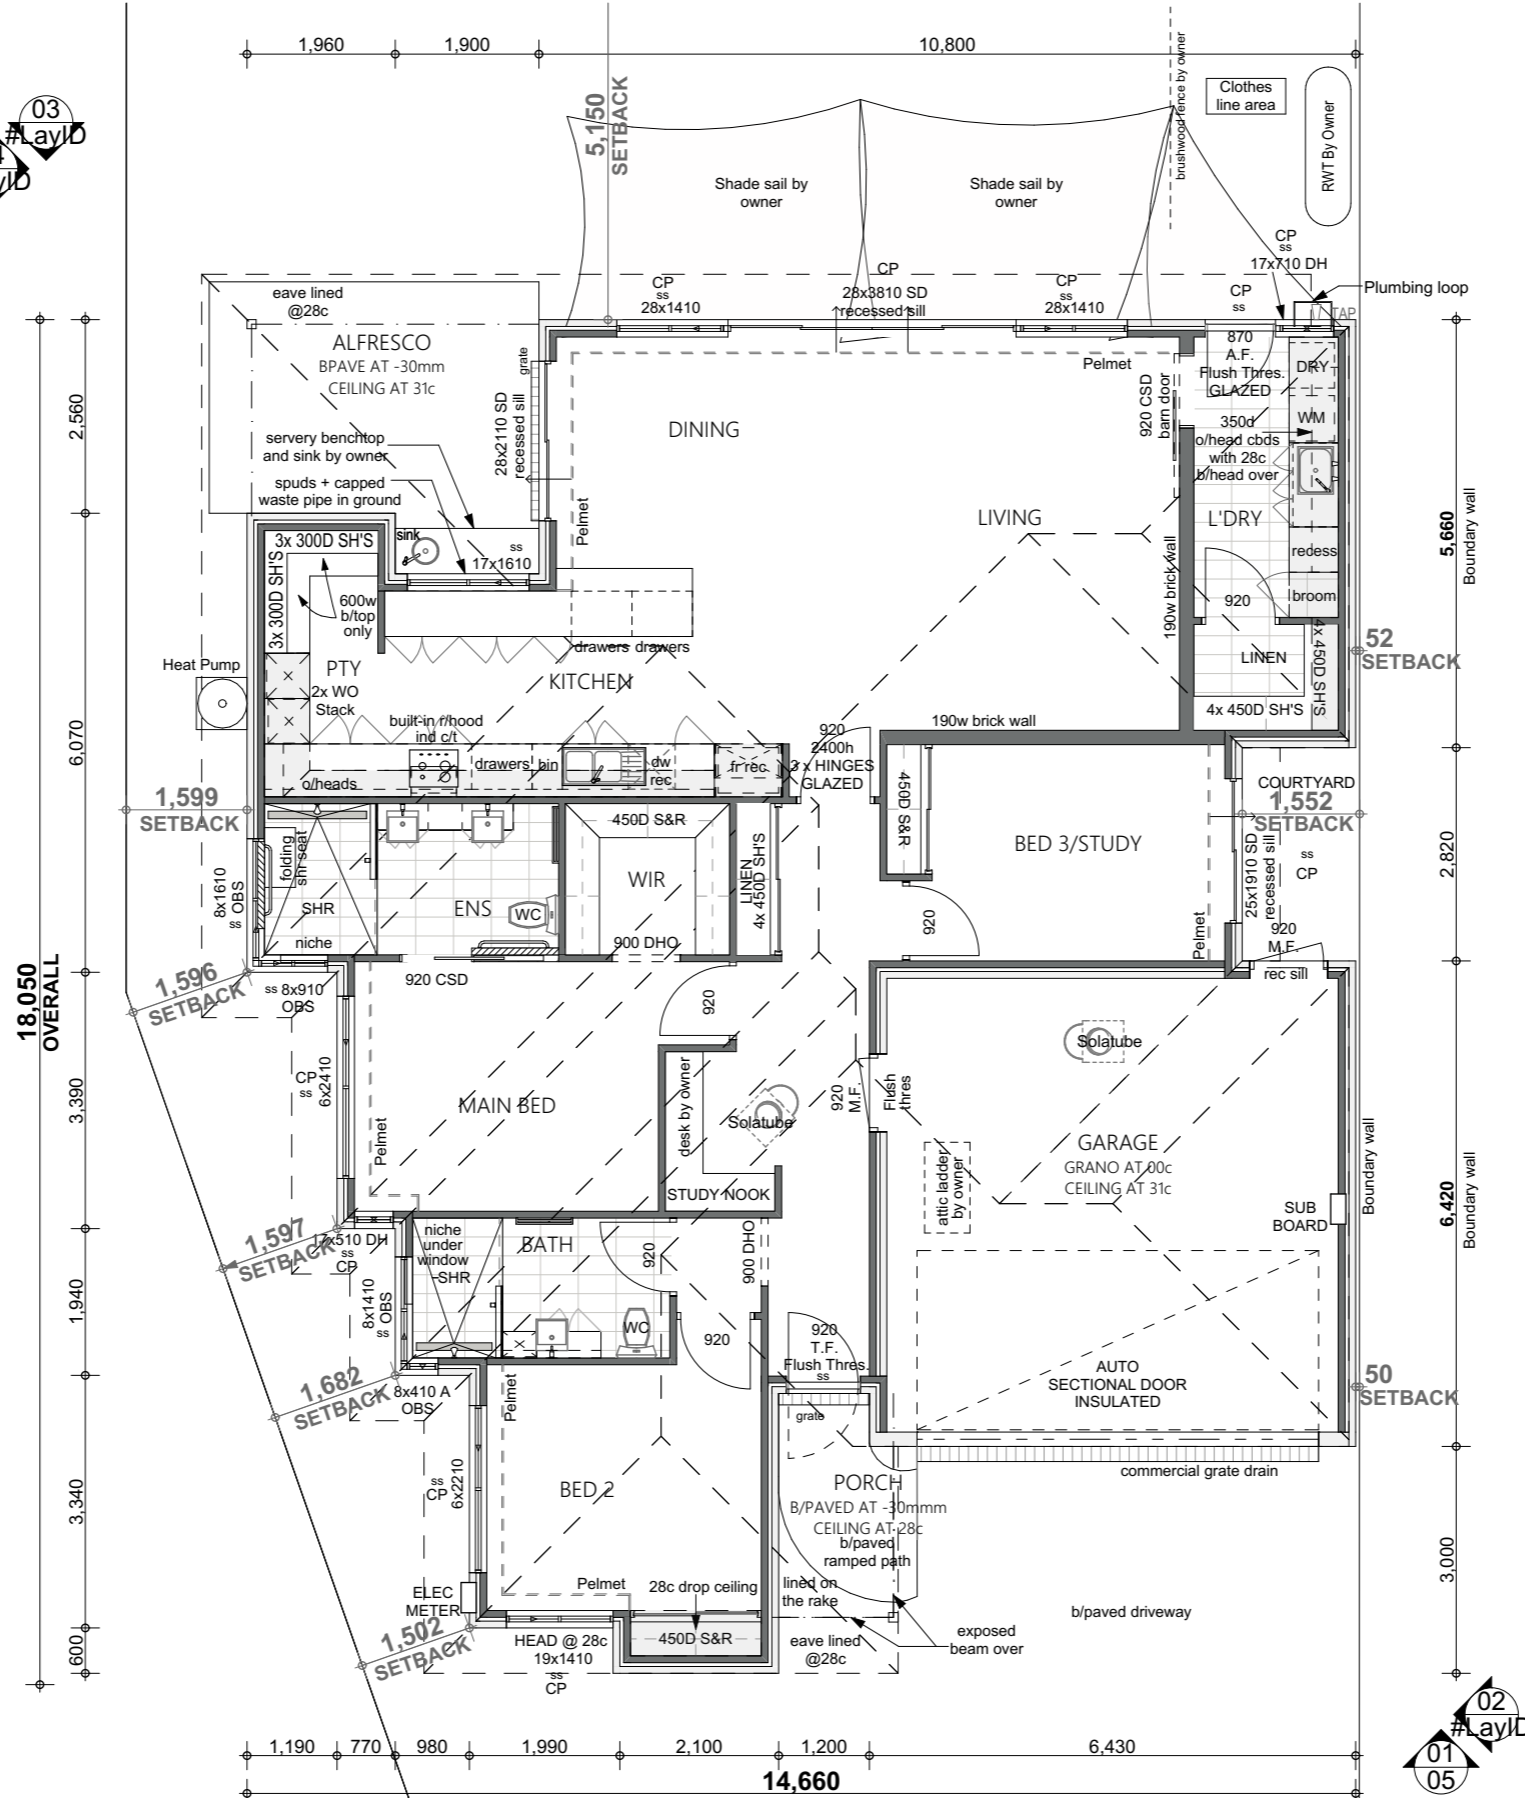 1,960
1,900
10,800
03
#LayID
5,150
SETBACK
brushwood fence by owner
Clothes
line area
RWT By Owner
Shade sail by
owner
Shade sail by
owner
CP
ss
17x710 DH
Plumbing loop
TAP
eave lined
@28c
CP
ss
28x1410
CP
28x3810 SD
recessed sill
CP
ss
28x1410
CP
ss
ALFRESCO
BPAVE AT -30mm
CEILING AT 31c
grate
28x2110 SD
recessed sill
Pelmet
870
A.F.
Flush Thres.
GLAZED
DRY
WM
920 CSD
barn door
350d
o/head cbds
with 28c
b/head over
DINING
2,560
servery benchtop
and sink by owner
spuds + capped
waste pipe in ground
Pelmet
LIVING
L'DRY
5,660
Boundary wall
sink
ss
17x1610
3x 300D SH'S
3x 300D SH'S
600w
b/top
only
redess
broom
920
190w brick wall
drawers drawers
LINEN
4x 450D SH'S
4x 450D SH'S
52
SETBACK
Heat Pump
PTY
2x WO
Stack
KITCHEN
built-in r/hood
ind c/t
190w brick wall
6,070
920
2400h
3 x HINGES
GLAZED
o/heads
drawers
bin
dw
rec
fr rec
450D S&R
COURTYARD
1,552
SETBACK
1,599
SETBACK
folding
shr seat
450D S&R
LINEN
4x 450D SH'S
BED 3/STUDY
25x1910 SD
recessed sill
ss
CP
2,820
8x1610
ss OBS
SHR
niche
ENS
WC
WIR
900 DHO
920
Pelmet
920
M.F.
rec sill
18,050
OVERALL
1,596
SETBACK
ss 8x910
OBS
920 CSD
920
Solatube
3,390
CP
ss
6x2410
Pelmet
MAIN BED
desk by owner
Solatube
920
M.F.
Flush
thres
STUDY NOOK
attic ladder
by owner
GARAGE
GRANO AT 00c
CEILING AT 31c
SUB
BOARD
Boundary wall
6,420
Boundary wall
1,597
SETBACK
17x510 DH
ss
CP
niche
under
window
SHR
BATH
920
900 DHO
1,940
8x1410
ss OBS
WC
920
920
T.F.
Flush Thres.
ss
AUTO
SECTIONAL DOOR
INSULATED
50
SETBACK
1,682
SETBACK
8x410 A
OBS
Pelmet
grate
3,340
ss
CP
6x2210
BED 2
PORCH
B/PAVED AT -30mmm
CEILING AT 28c
b/paved
ramped path
commercial grate drain
3,000
ELEC
METER
Pelmet
28c drop ceiling
lined on
the rake
b/paved driveway
600
1,502
SETBACK
HEAD @ 28c
19x1410
ss
CP
450D S&R
eave lined
@28c
exposed
beam over
02
#LayID
1,190
770
980
1,990
2,100
1,200
6,430
14,660
01
05